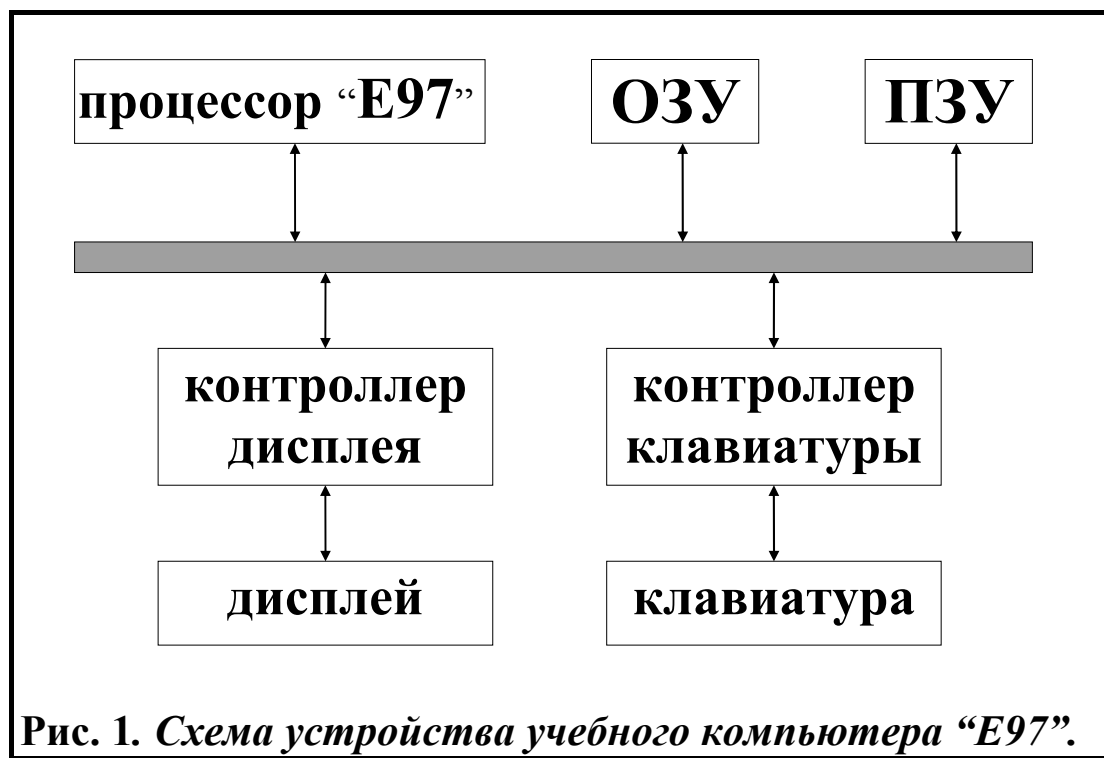 процессор “Е97”
ОЗУ
ПЗУ
контроллер
дисплея
контроллер
клавиатуры
дисплей
клавиатура
Рис. 1. Схема устройства учебного компьютера “Е97”.